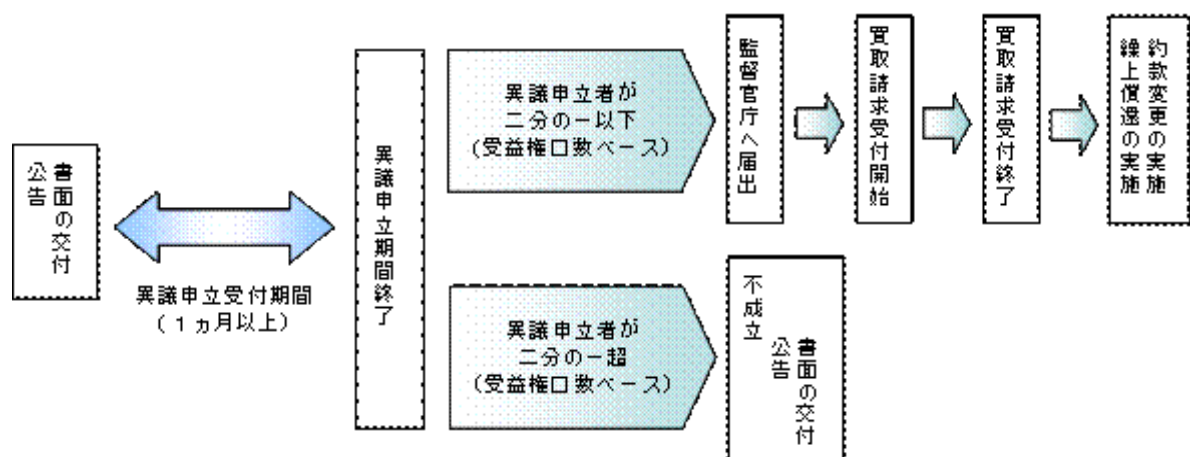 公告
書面の交付
異議申立受付期間
（１ヵ月以上）
異議申立期間終了
異議申立者が
二分の一以下
(受益権口数ベース)
監督官庁へ届出
買取請求受付開始
買取請求受付終了
約款変更の実施
繰上償還の実施
異議申立者が
二分の一超
(受益権口数ベース)
不成立
公告
書面の交付